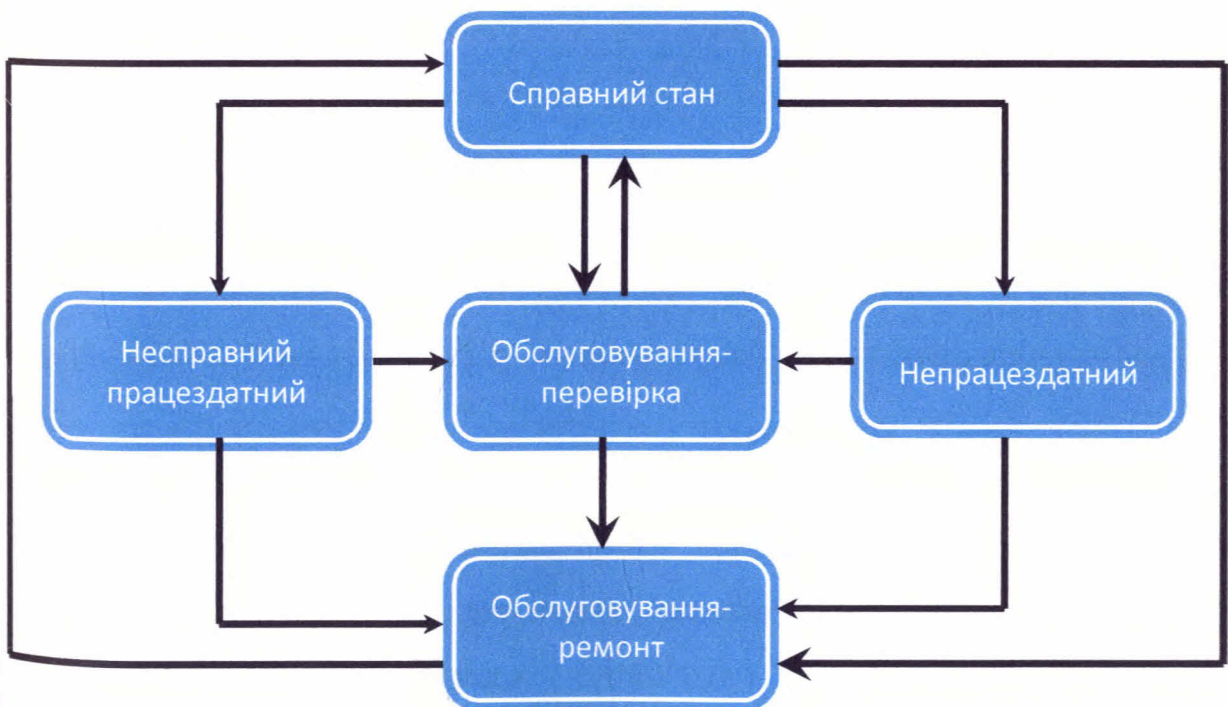 Справний стан
Несправний
працездатний
Обслуговування-
перевірка
Непрацездатний
Обслуговування-
ремонт